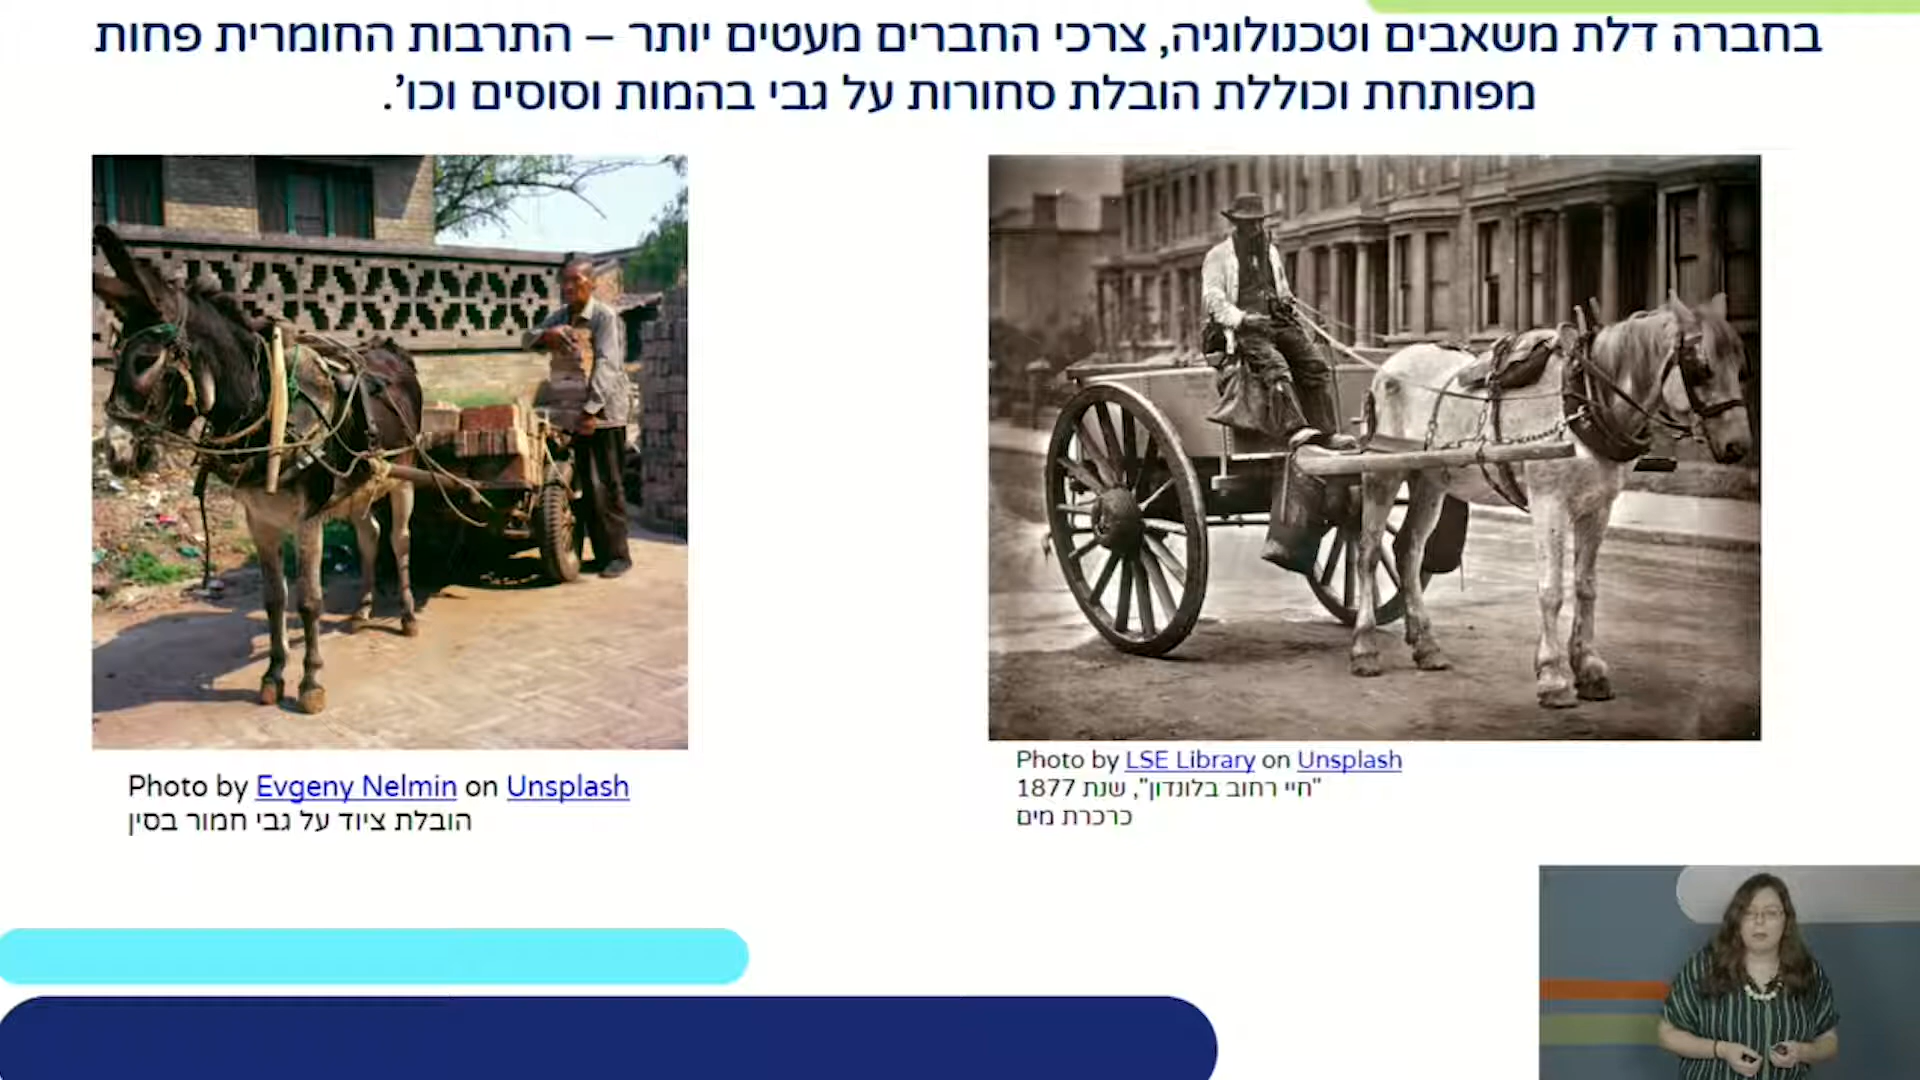 בחברה דלת משאבים וטכנולוגיה, צרכי החברים מעטים יותר – התרבות החומרית פחות
מפותחת וכוללת הובלת סחורות על גבי בהמות וסוסים וכו'.
Photo by LSE Library on Unsplash
"חיי רחוב בלונדון", שנת 1877
כרכרת מים
Photo by Evgeny Nelmin on Unsplash
הובלת ציוד על גבי חמור בסין